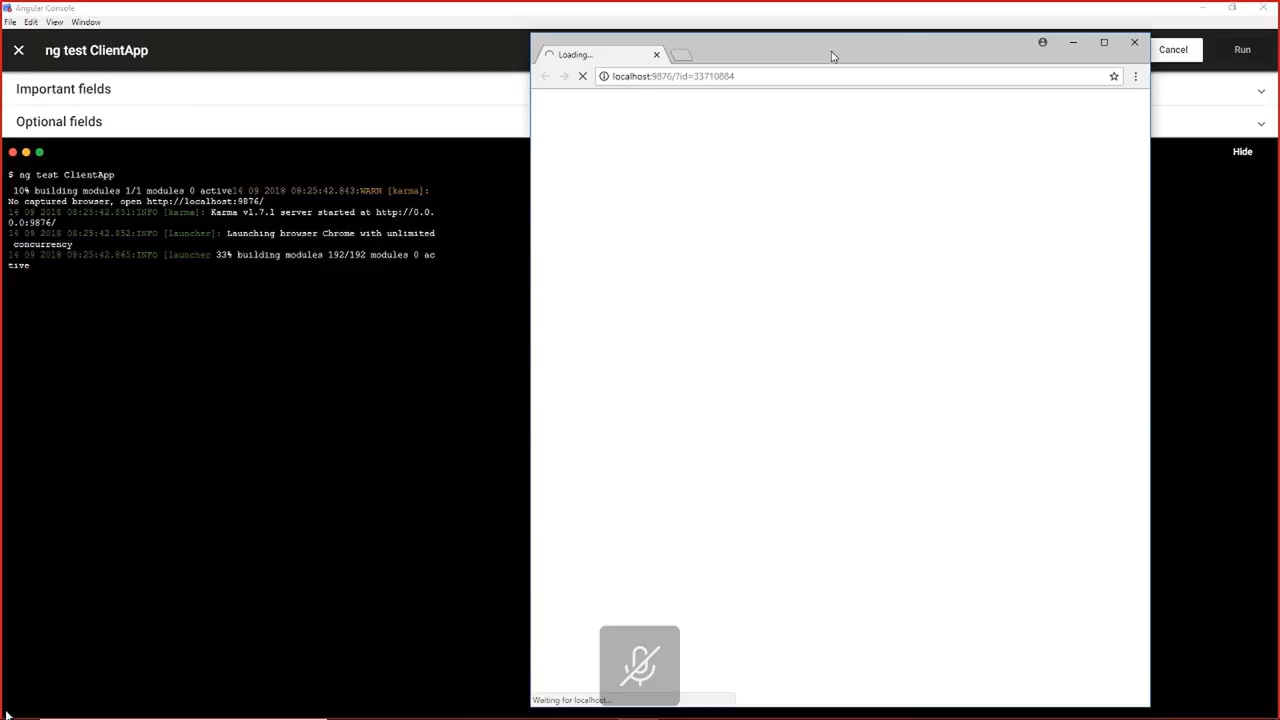 Angular Console
File Edit View Window
ng test ClientApp
Cancel
Run
Important fields
Optional fields
Hide
$ ng test ClientApp
10% building modules 1/1 modules 0 active14 09 2018 08:25:42.843:WARN [karma]:
No captured browser, open http://localhost:9876/
14 09 2018 08:25:42.851:INFO [karma]: Karma v1.7.1 server started at http://0.0.
0.0:9876/
14 09 2018 08:25:42.852:INFO [launcher]: Launching browser Chrome with unlimited
concurrency
14 09 2018 08:25:42.865:INFO [launcher 33% building modules 192/192 modules 0 ac
tive
Loading...
localhost:9876/?id=33710884
Waiting for localhost...